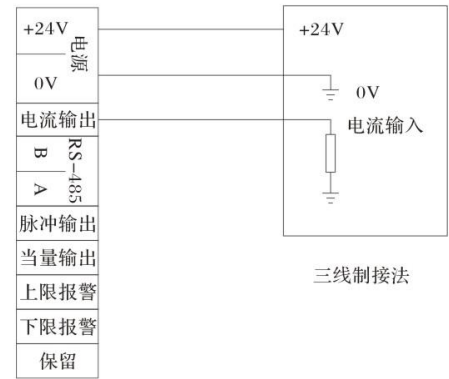 +24V
电源
0V
电流输出
RS-485
B
A
脉冲输出
当量输出
上限报警
下限报警
保留
+24V
0V
电流输入
三线制接法